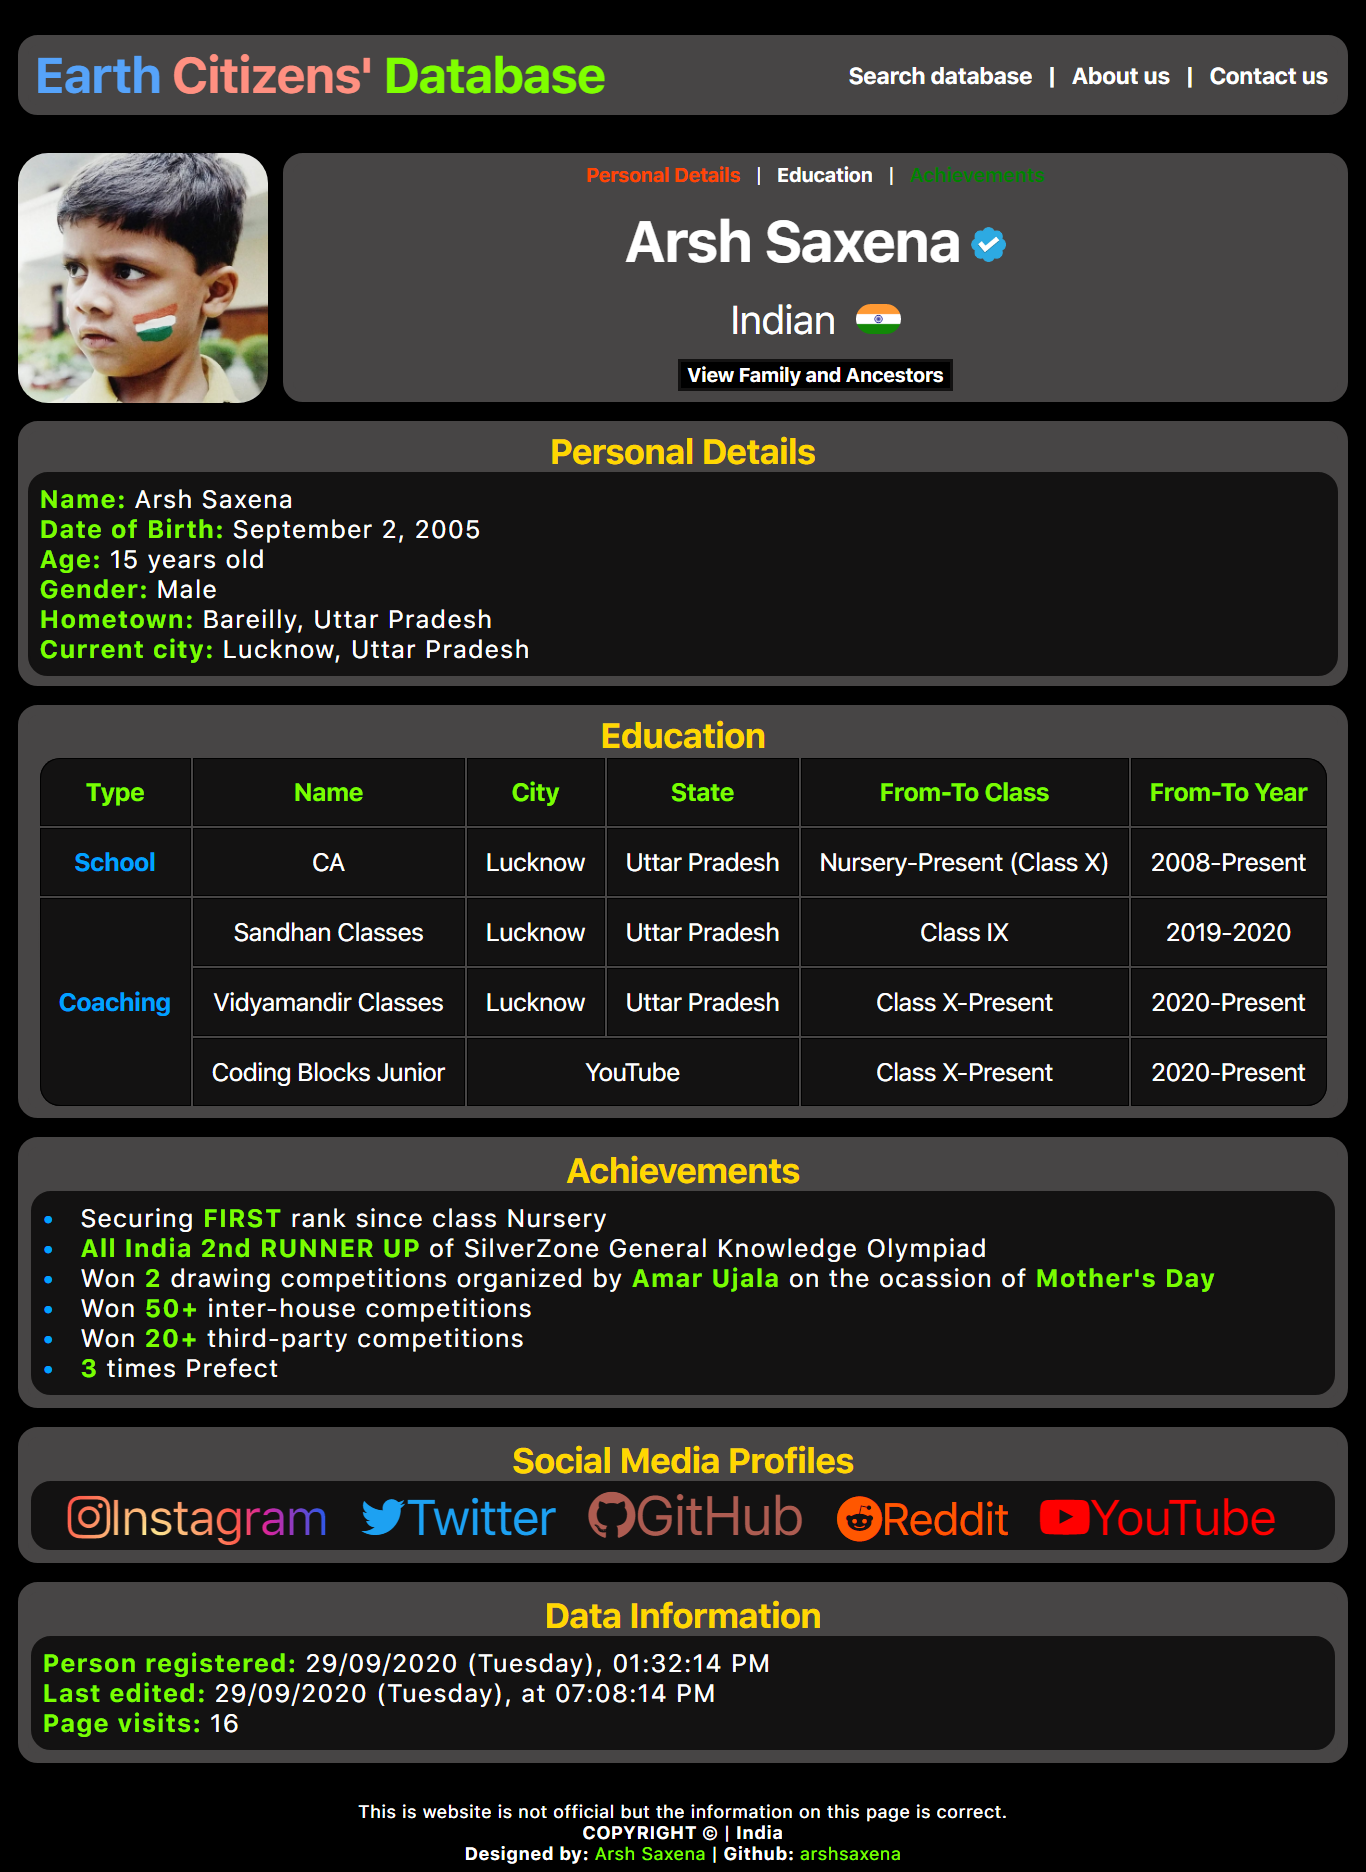 Earth Citizens' Database
Search database | About us | Contact us
Personal Details | Education | Achievements
Arsh Saxena
Indian
View Family and Ancestors
Personal Details
Name: Arsh Saxena
Date of Birth: September 2, 2005
Age: 15 years old
Gender: Male
Hometown: Bareilly, Uttar Pradesh
Current city: Lucknow, Uttar Pradesh
Education
Type Name City State From-To Class From-To Year
School CA Lucknow Uttar Pradesh Nursery-Present (Class X) 2008-Present
Sandhan Classes Lucknow Uttar Pradesh Class IX 2019-2020
Coaching Vidyamandir Classes Lucknow Uttar Pradesh Class X-Present 2020-Present
Coding Blocks Junior YouTube Class X-Present 2020-Present
Achievements
• Securing FIRST rank since class Nursery
• All India 2nd RUNNER UP of SilverZone General Knowledge Olympiad
• Won 2 drawing competitions organized by Amar Ujala on the ocassion of Mother's Day
• Won 50+ inter-house competitions
• Won 20+ third-party competitions
• 3 times Prefect
Social Media Profiles
Instagram Twitter GitHub Reddit YouTube
Data Information
Person registered: 29/09/2020 (Tuesday), 01:32:14 PM
Last edited: 29/09/2020 (Tuesday), at 07:08:14 PM
Page visits: 16
This is website is not official but the information on this page is correct.
COPYRIGHT © | India
Designed by: Arsh Saxena | Github: arshsaxena